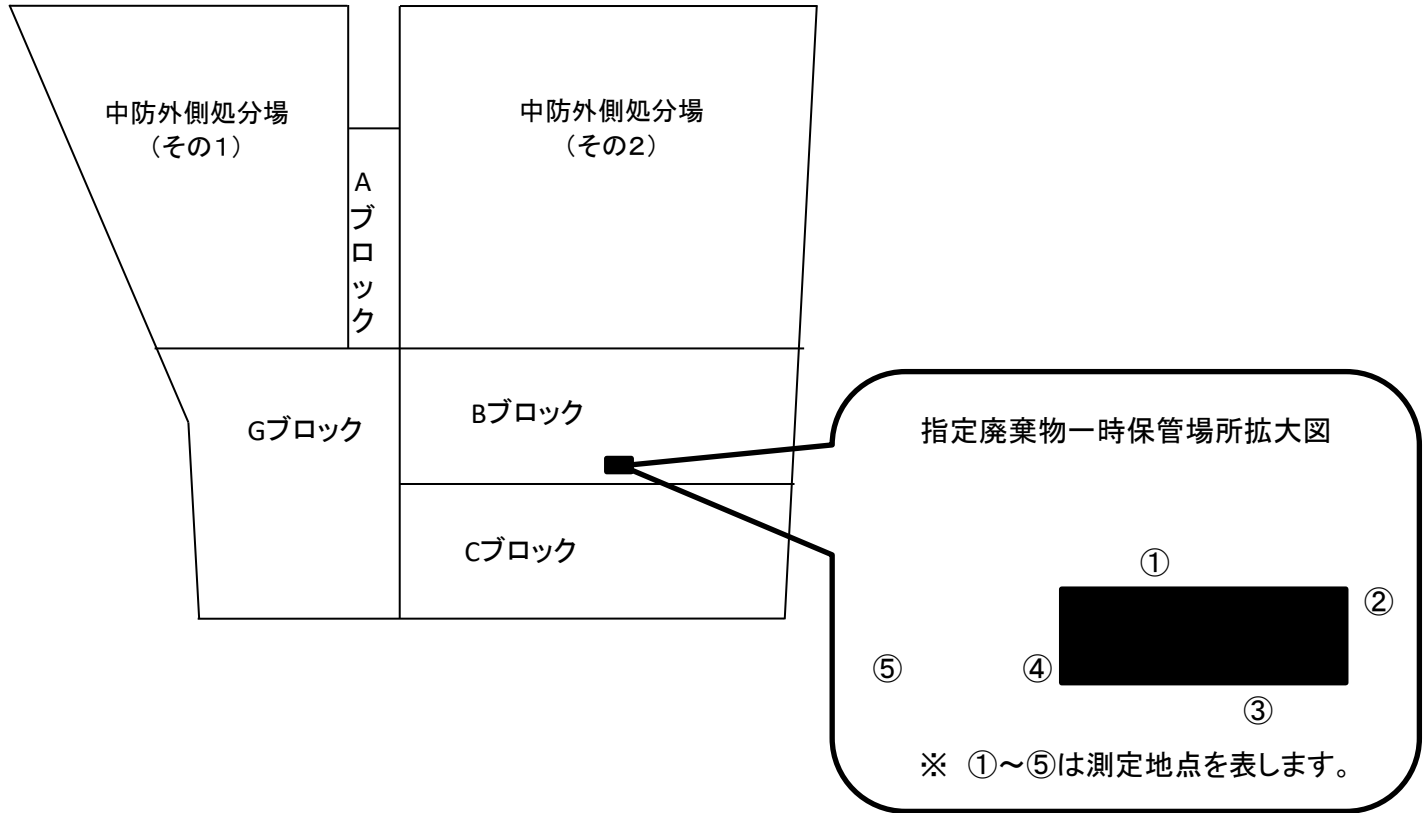 中防外側処分場
（その１）
中防外側処分場
（その２）
Aブロック
Gブロック
Bブロック
Cブロック
指定廃棄物一時保管場所拡大図
①
②
③
④
⑤
※　①～⑤は測定地点を表します。